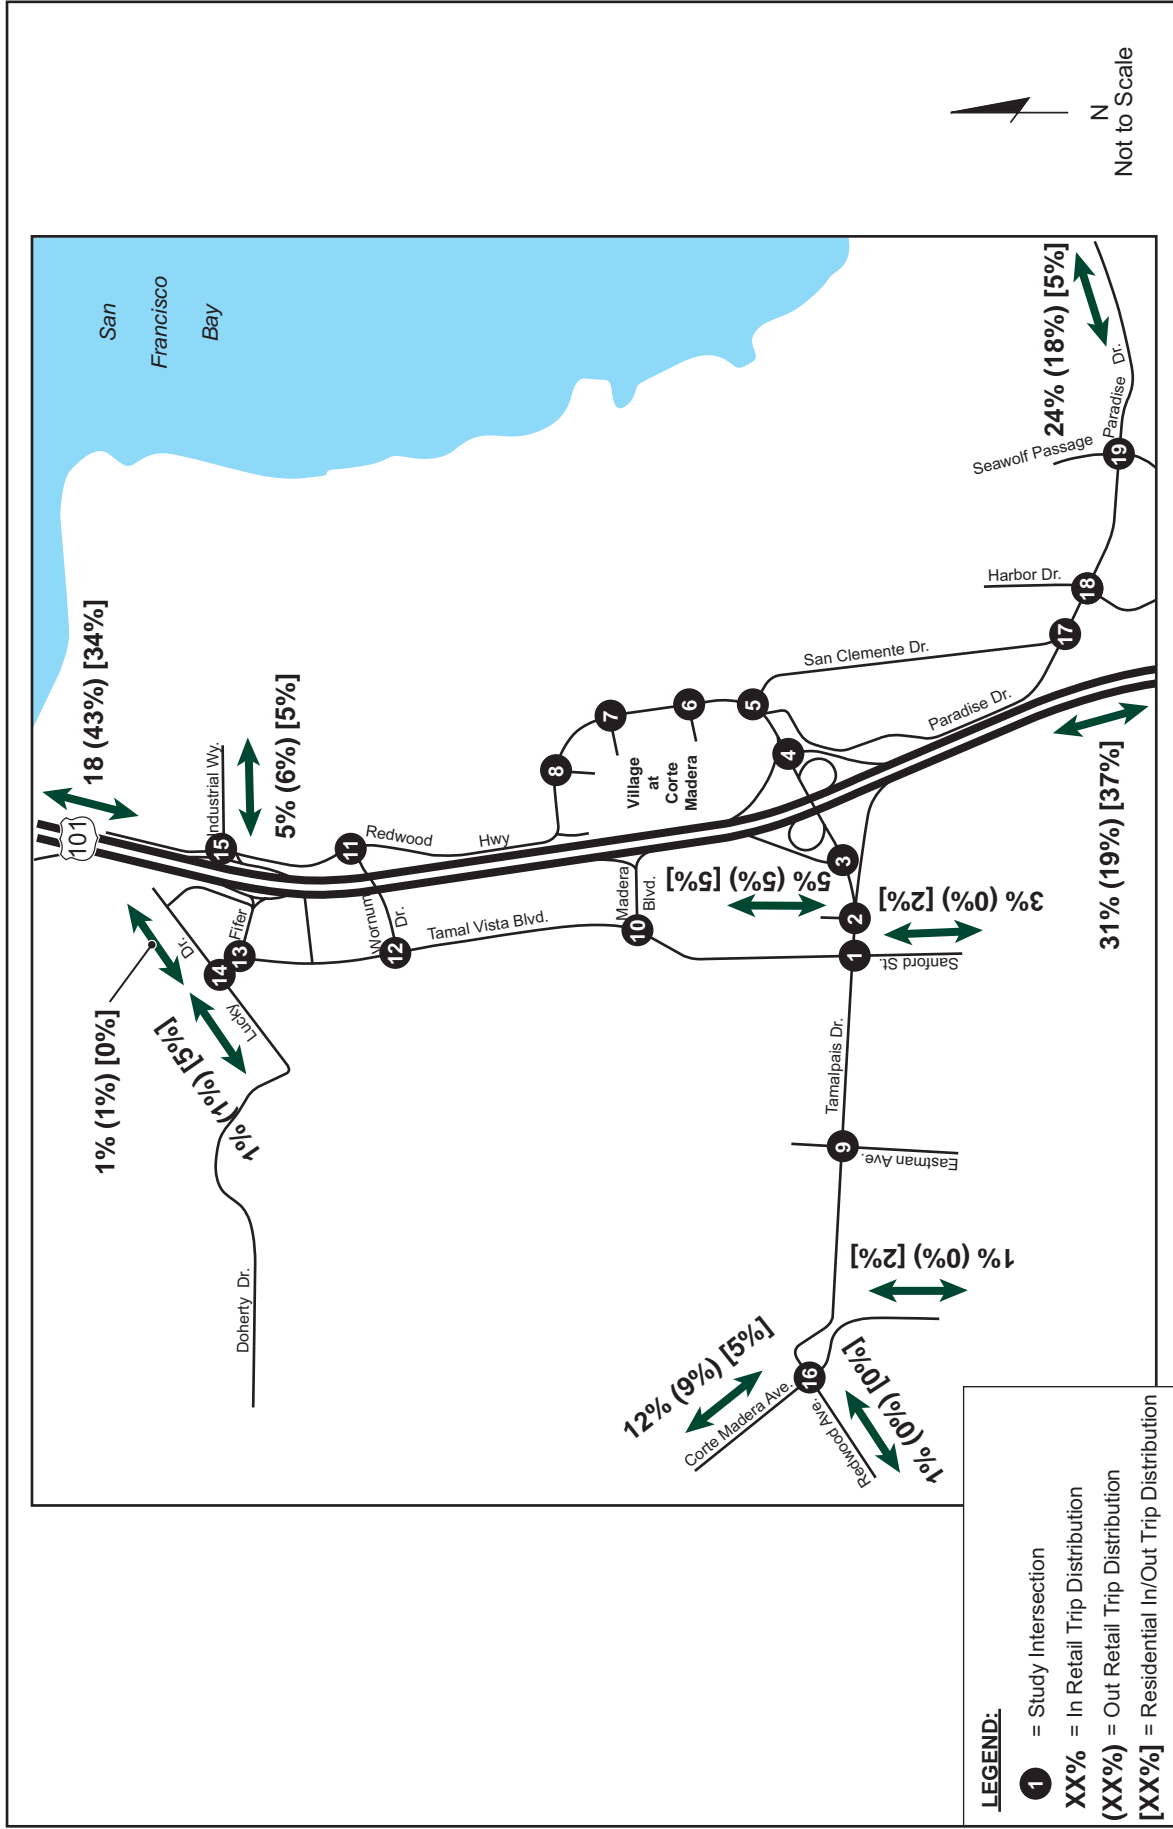 San
Francisco
Bay
18 (43%) [34%]
101
Industrial Wy.
5% (6%) [5%]
1% (1%) [0%]
1% (1%) [5%]
Lucky
Dr.
Fifer
15
14
13
Doherty Dr.
Redwood
Hwy
11
Wornum
Dr.
12
Tamal Vista Blvd.
8
7
6
5
4
Village
at
Corte
Madera
Madera
Blvd.
10
5% (5%) [5%]
3
2
1
3% (0%) [2%]
Sanford St.
Tamalpais Dr.
9
Eastman Ave.
1% (0%) [2%]
12% (9%) [5%]
Corte Madera Ave.
16
Redwood Ave.
1% (0%) [0%]
San Clemente Dr.
Paradise Dr.
17
Harbor Dr.
18
Seawolf Passage
19
Paradise Dr.
24% (18%) [5%]
31% (19%) [37%]
N
Not to Scale
LEGEND:
1 = Study Intersection
XX% = In Retail Trip Distribution
(XX%) = Out Retail Trip Distribution
[XX%] = Residential In/Out Trip Distribution